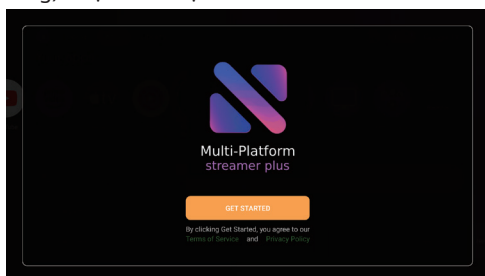 Multi-Platform
streamer plus
GET STARTED
By clicking Get Started, you agree to our
Terms of Service and Privacy Policy